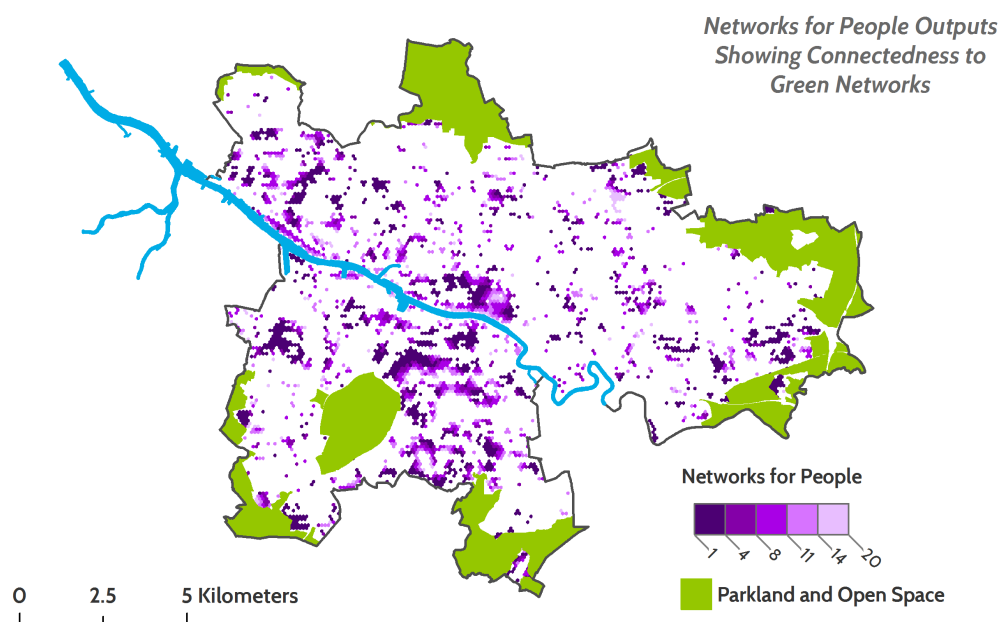 Networks for People Outputs
Showing Connectedness to
Green Networks
Networks for People
1 4 8 11 14 20
Parkland and Open Space
0 2.5 5 Kilometers